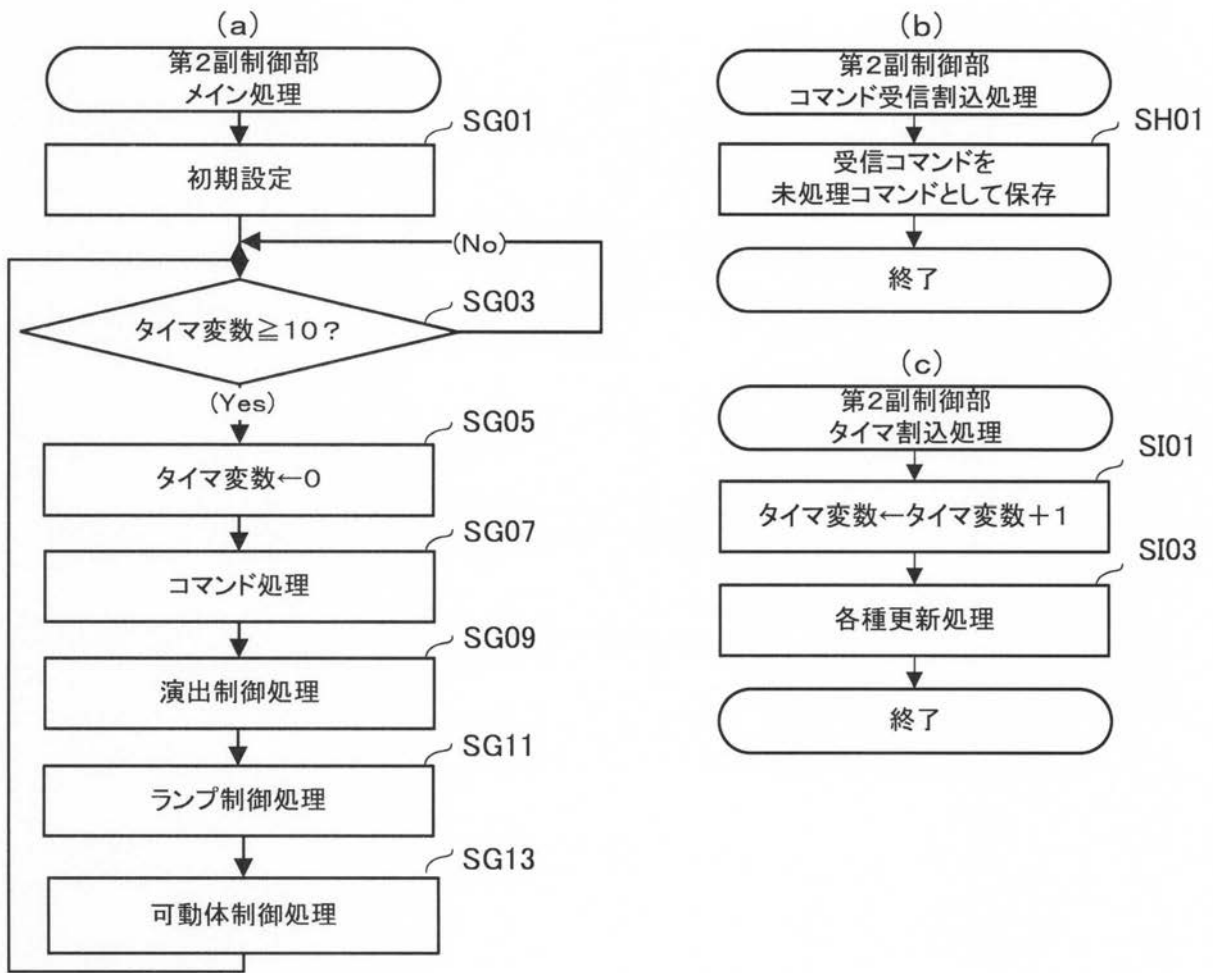 (a)
第2副制御部
メイン処理
SG01
初期設定
(No)
SG03
タイマ変数≧10?
(Yes)
SG05
タイマ変数←0
SG07
コマンド処理
SG09
演出制御処理
SG11
ランプ制御処理
SG13
可動体制御処理
(b)
第2副制御部
コマンド受信割込処理
SH01
受信コマンドを
未処理コマンドとして保存
終了
(c)
第2副制御部
タイマ割込処理
SI01
タイマ変数←タイマ変数+1
SI03
各種更新処理
終了